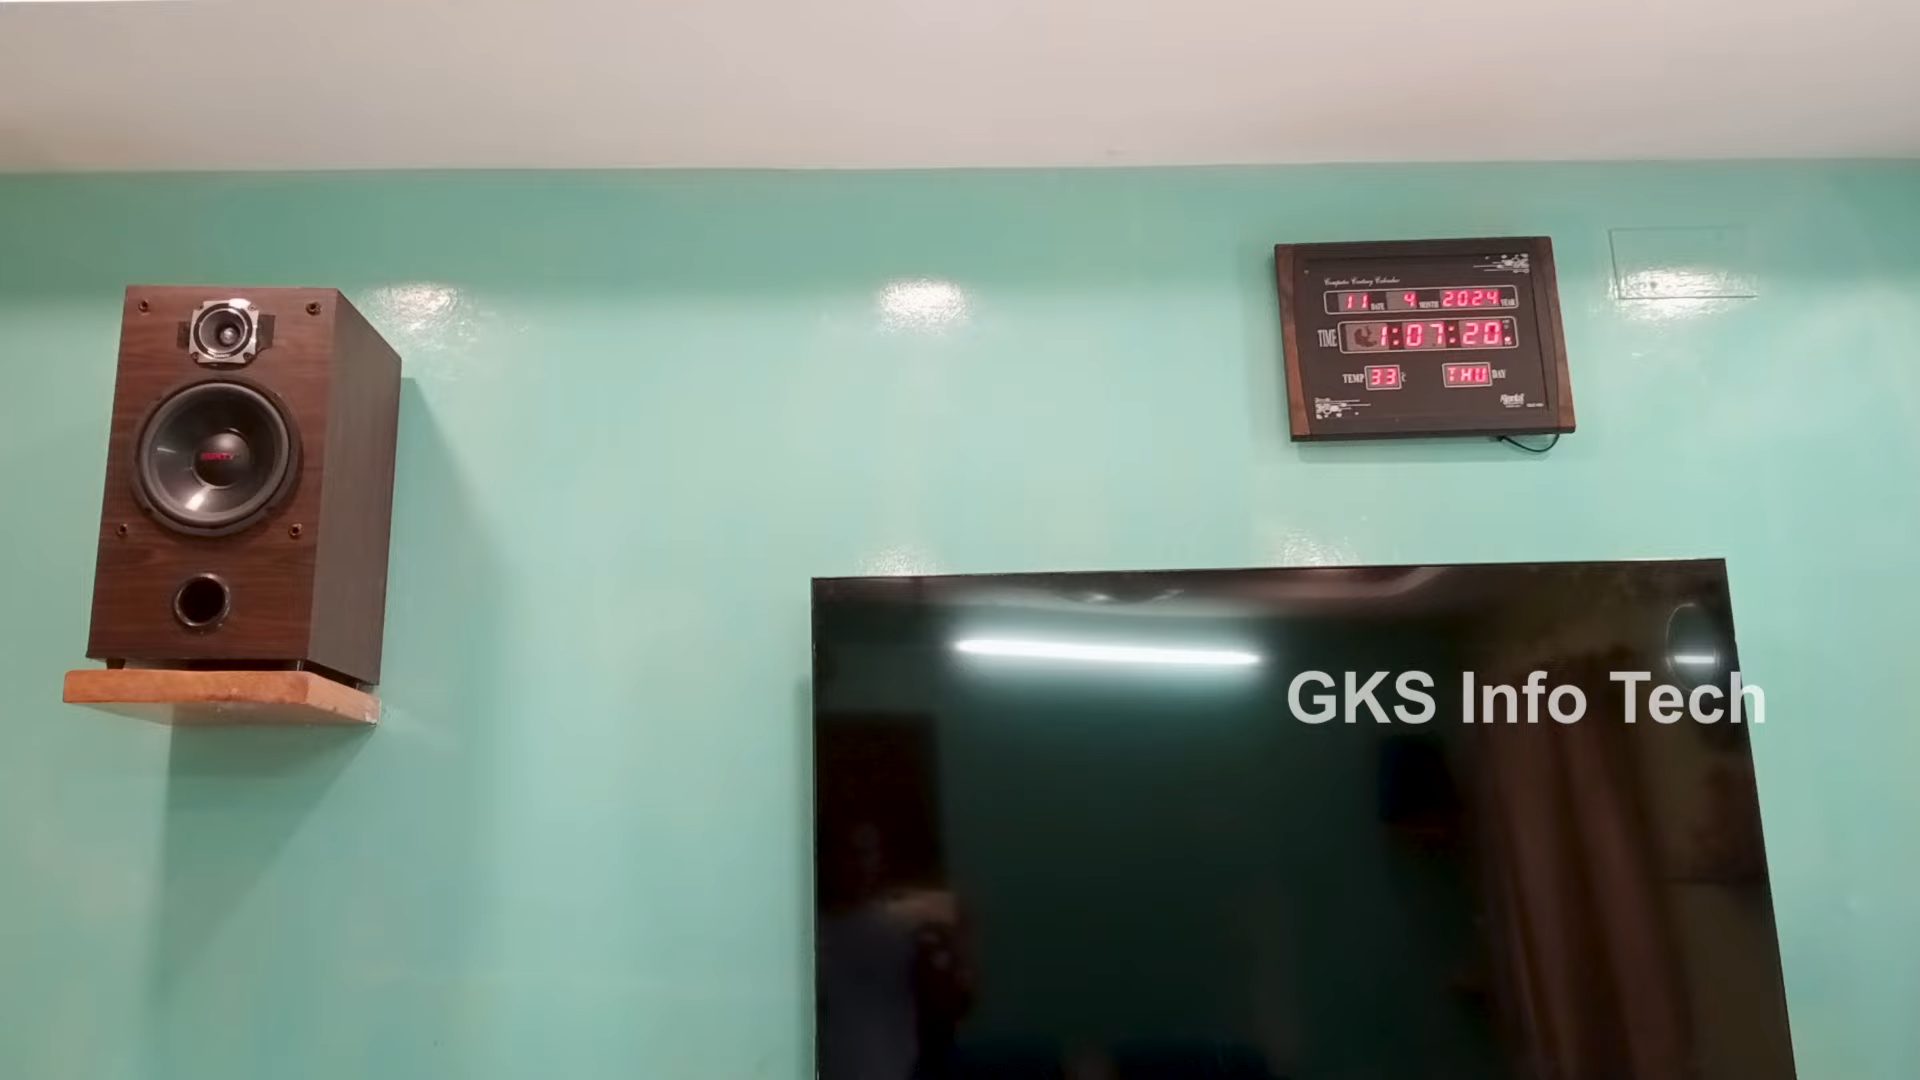 Computer Century Calendar
11 DATE 4 MONTH 2024 YEAR
TIME 1:07:20
TEMP 33°C THU DAY
GKS Info Tech